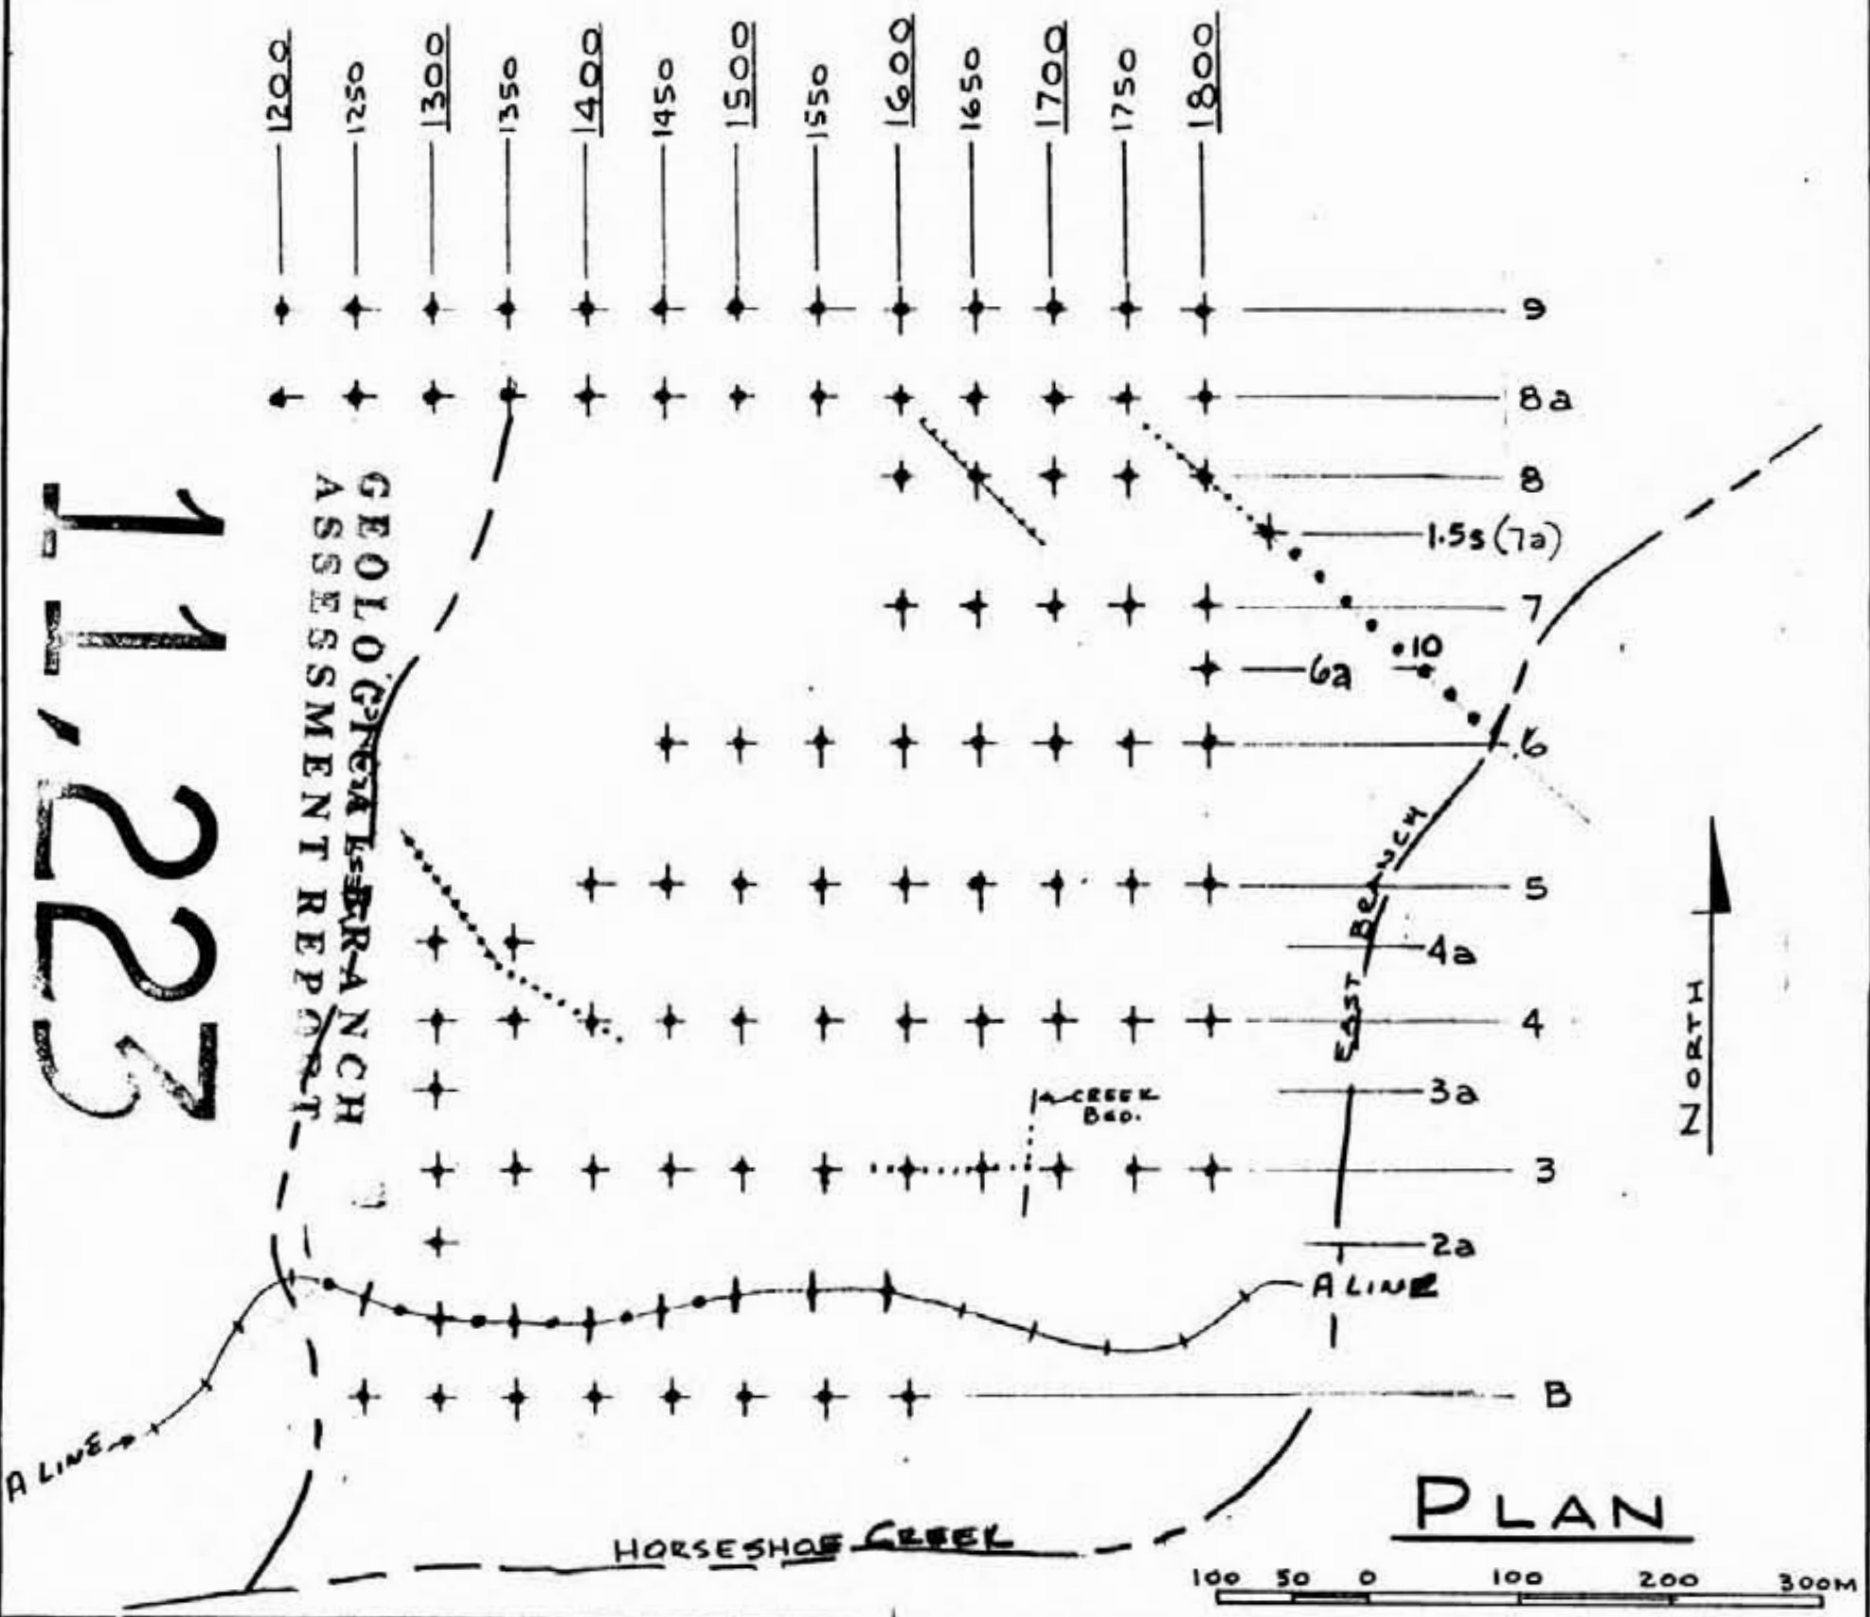 1200
1250
1300
1350
1400
1450
1500
1550
1600
1650
1700
1750
1800
9
8a
8
1.5s (7a)
7
10
6a
6
5
4a
4
3a
CREEK
BED.
3
2a
A LINE
B
A LINE
EAST BRANCH
NORTH
GEOLOGICAL BRANCH
ASSESSMENT REPORT
11,223
HORSESHOE CREEK
PLAN
100 50 0 100 200 300M